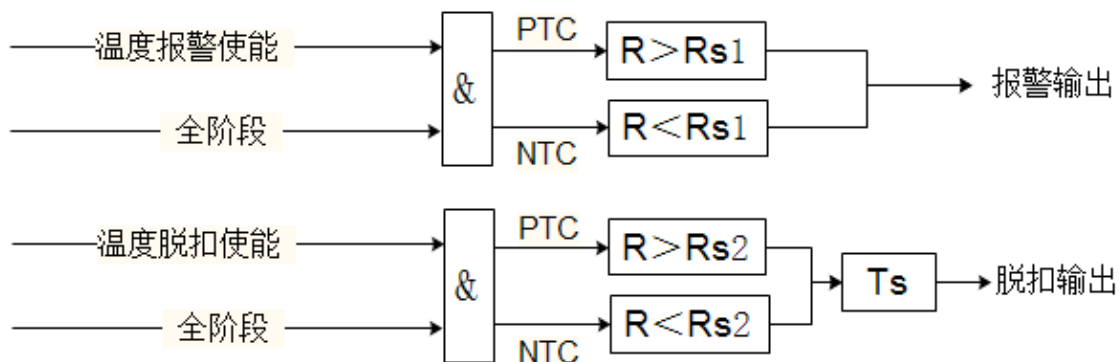 温度报警使能
全阶段
&
PTC
NTC
R＞Rs1
R＜Rs1
报警输出
温度脱扣使能
全阶段
&
PTC
NTC
R＞Rs2
R＜Rs2
Ts
脱扣输出